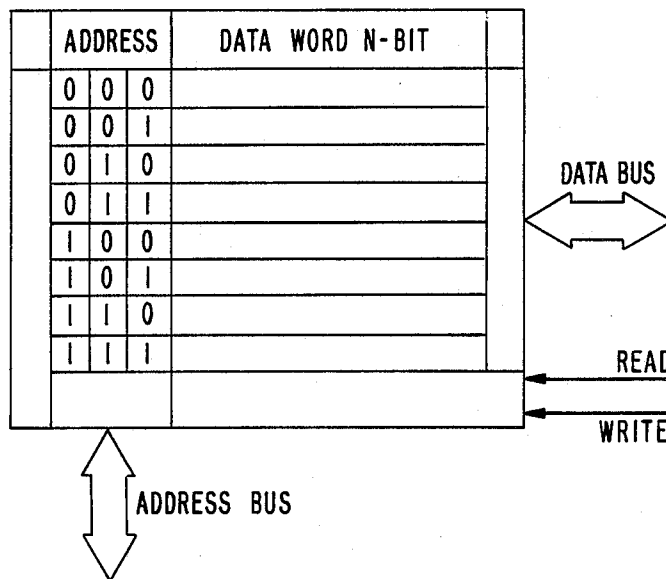 ADDRESS DATA WORD N-BIT
0 0 0
0 0 1
0 1 0
0 1 1
1 0 0
1 0 1
1 1 0
1 1 1
DATA BUS
READ
WRITE
ADDRESS BUS